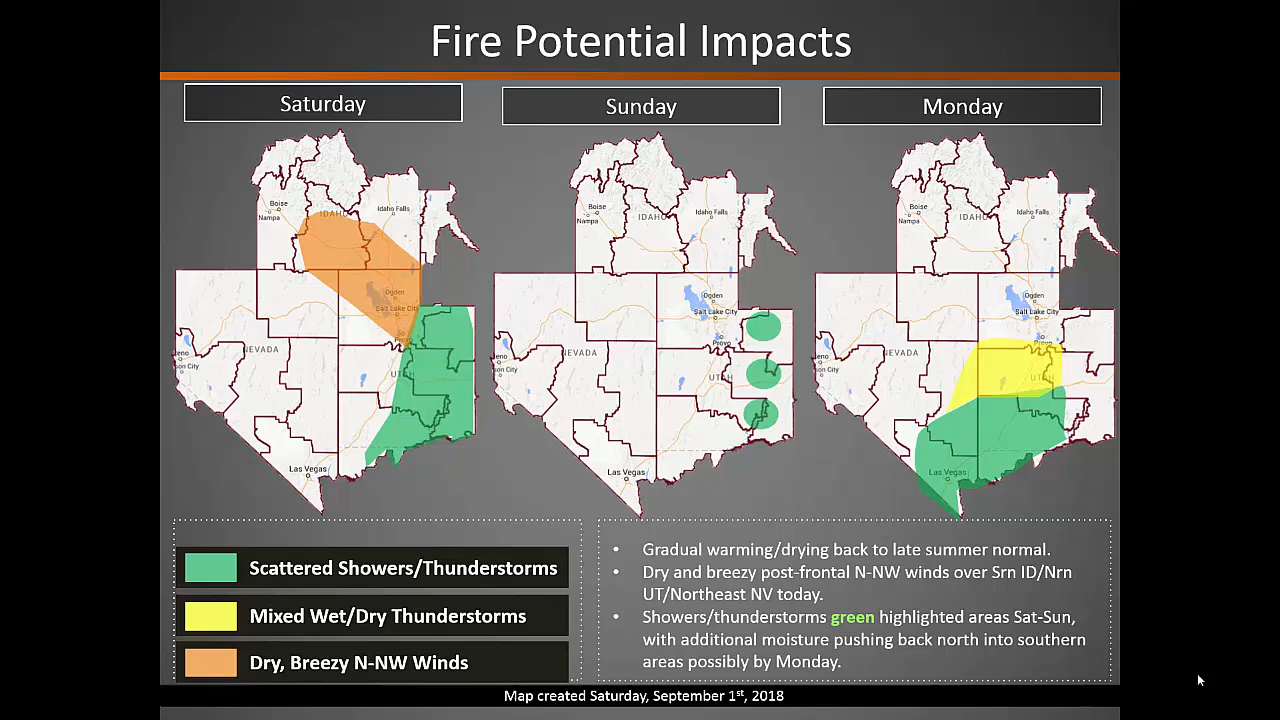 Fire Potential Impacts
Saturday
Sunday
Monday
Boise
Nampa
IDAHO
Idaho Falls
Ogden
Salt Lake City
Provo
NEVADA
UT
Las Vegas
Boise
Nampa
IDAHO
Idaho Falls
Ogden
Salt Lake City
Provo
NEVADA
UTAH
Las Vegas
Boise
Nampa
IDAHO
Idaho Falls
Ogden
Salt Lake City
Provo
NEVADA
UTAH
Las Vegas
Scattered Showers/Thunderstorms
Mixed Wet/Dry Thunderstorms
Dry, Breezy N-NW Winds
• Gradual warming/drying back to late summer normal.
• Dry and breezy post-frontal N-NW winds over Srn ID/Nrn
UT/Northeast NV today.
• Showers/thunderstorms green highlighted areas Sat-Sun,
with additional moisture pushing back north into southern
areas possibly by Monday.
Map created Saturday, September 1st, 2018